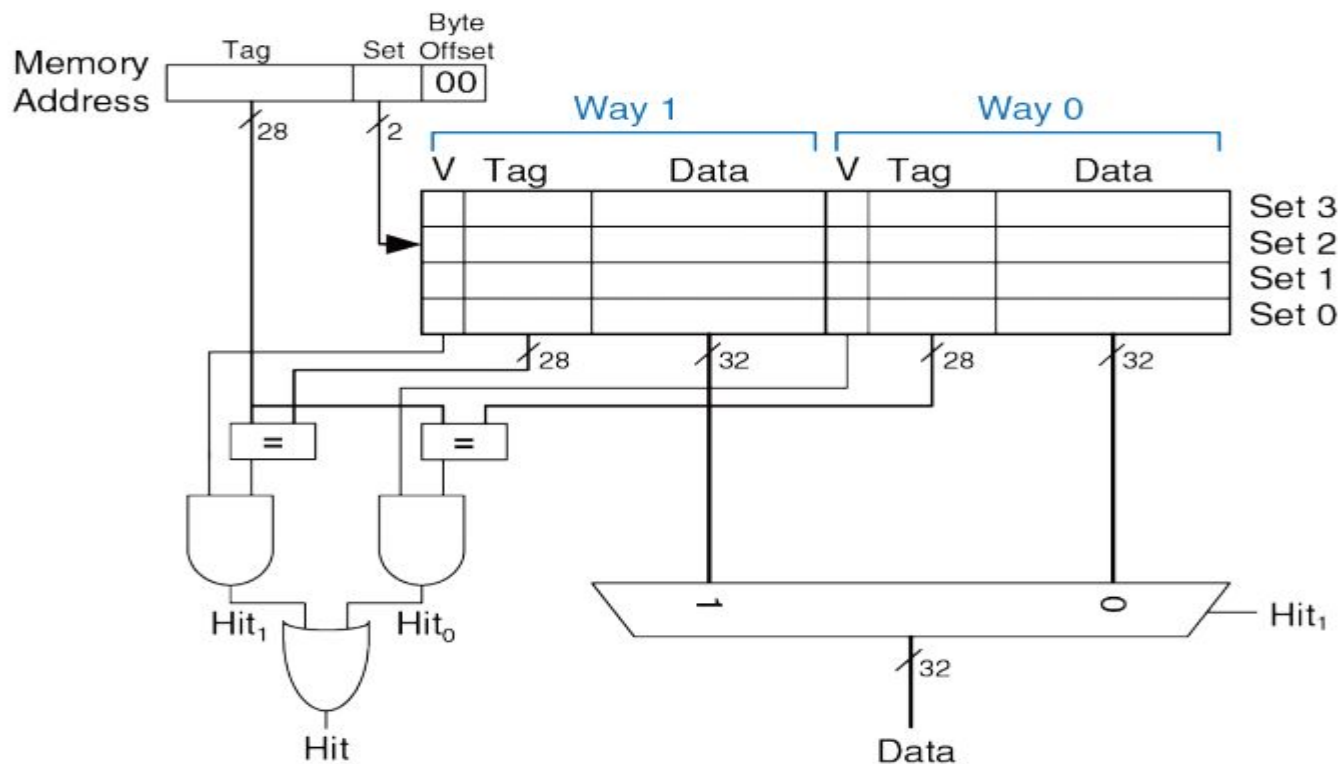 Byte
Tag Set Offset
Memory
Address 00
28 2
Way 1 Way 0
V Tag Data V Tag Data
Set 3
Set 2
Set 1
Set 0
28 32 28 32
= =
1 0
Hit₁ Hit₀ Hit₁
32
Hit Data